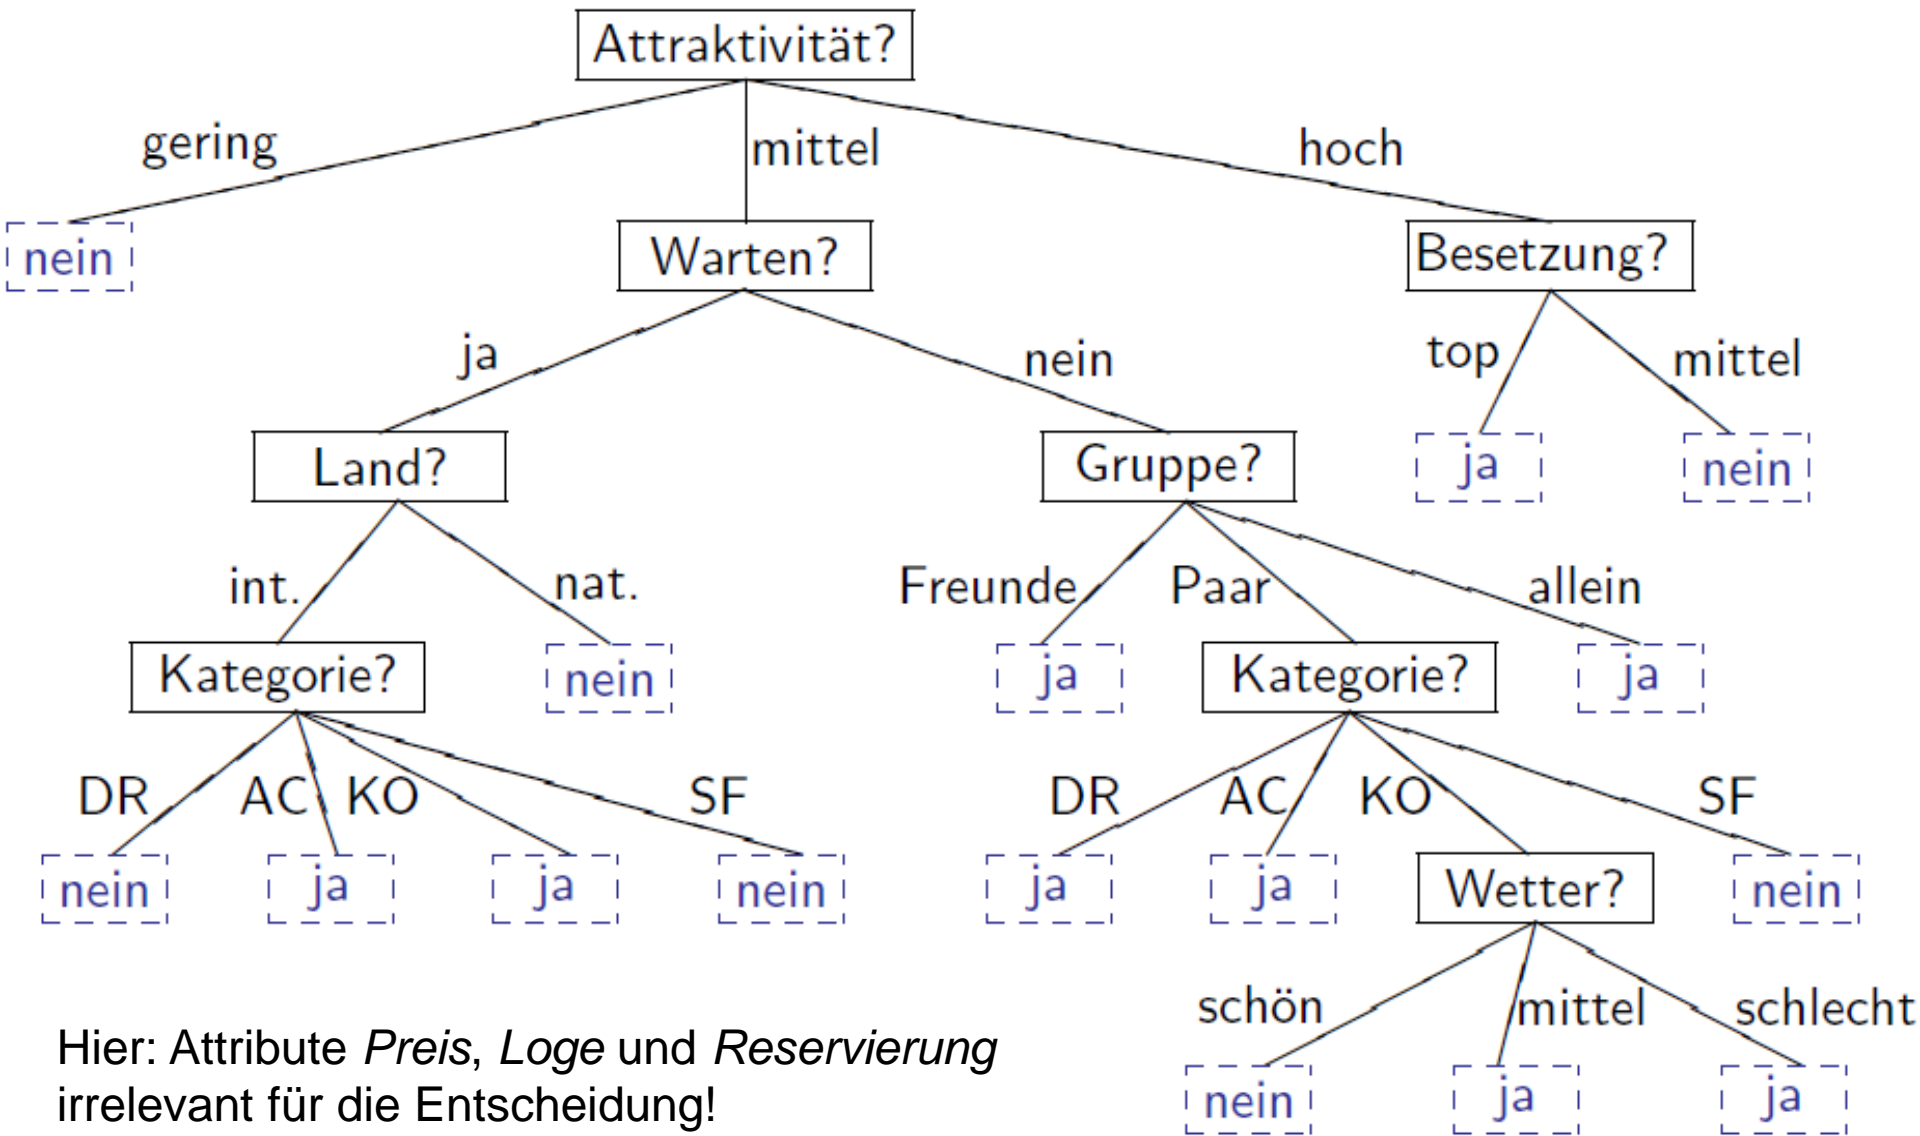 Attraktivität?
gering mittel hoch
nein Warten? Besetzung?
ja nein top mittel
Land? Gruppe? ja nein
int. nat. Freunde Paar allein
Kategorie? nein ja Kategorie? ja
DR AC KO SF DR AC KO SF
nein ja ja nein ja ja Wetter? nein
schön mittel schlecht
nein ja ja
Hier: Attribute Preis, Loge und Reservierung
irrelevant für die Entscheidung!